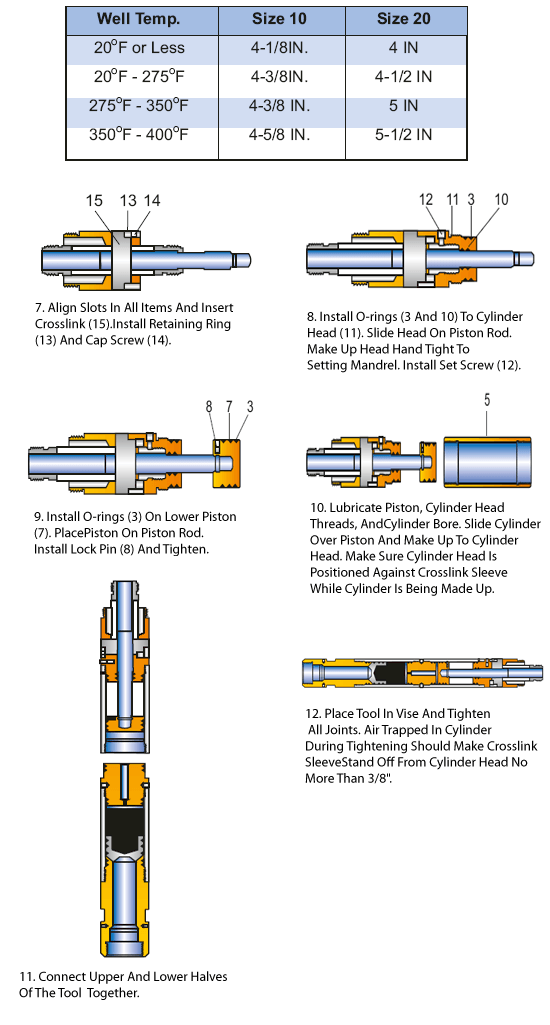 Well Temp. Size 10 Size 20
20°F or Less 4-1/8IN. 4 IN
20°F - 275°F 4-3/8IN. 4-1/2 IN
275°F - 350°F 4-3/8 IN. 5 IN
350°F - 400°F 4-5/8 IN. 5-1/2 IN
15 13 14
7. Align Slots In All Items And Insert
Crosslink (15).Install Retaining Ring
(13) And Cap Screw (14).
12 11 3 10
8. Install O-rings (3 And 10) To Cylinder
Head (11). Slide Head On Piston Rod.
Make Up Head Hand Tight To
Setting Mandrel. Install Set Screw (12).
8 7 3
9. Install O-rings (3) On Lower Piston
(7). PlacePiston On Piston Rod.
Install Lock Pin (8) And Tighten.
5
10. Lubricate Piston, Cylinder Head
Threads, AndCylinder Bore. Slide Cylinder
Over Piston And Make Up To Cylinder
Head. Make Sure Cylinder Head Is
Positioned Against Crosslink Sleeve
While Cylinder Is Being Made Up.
11. Connect Upper And Lower Halves
Of The Tool Together.
12. Place Tool In Vise And Tighten
All Joints. Air Trapped In Cylinder
During Tightening Should Make Crosslink
SleeveStand Off From Cylinder Head No
More Than 3/8".